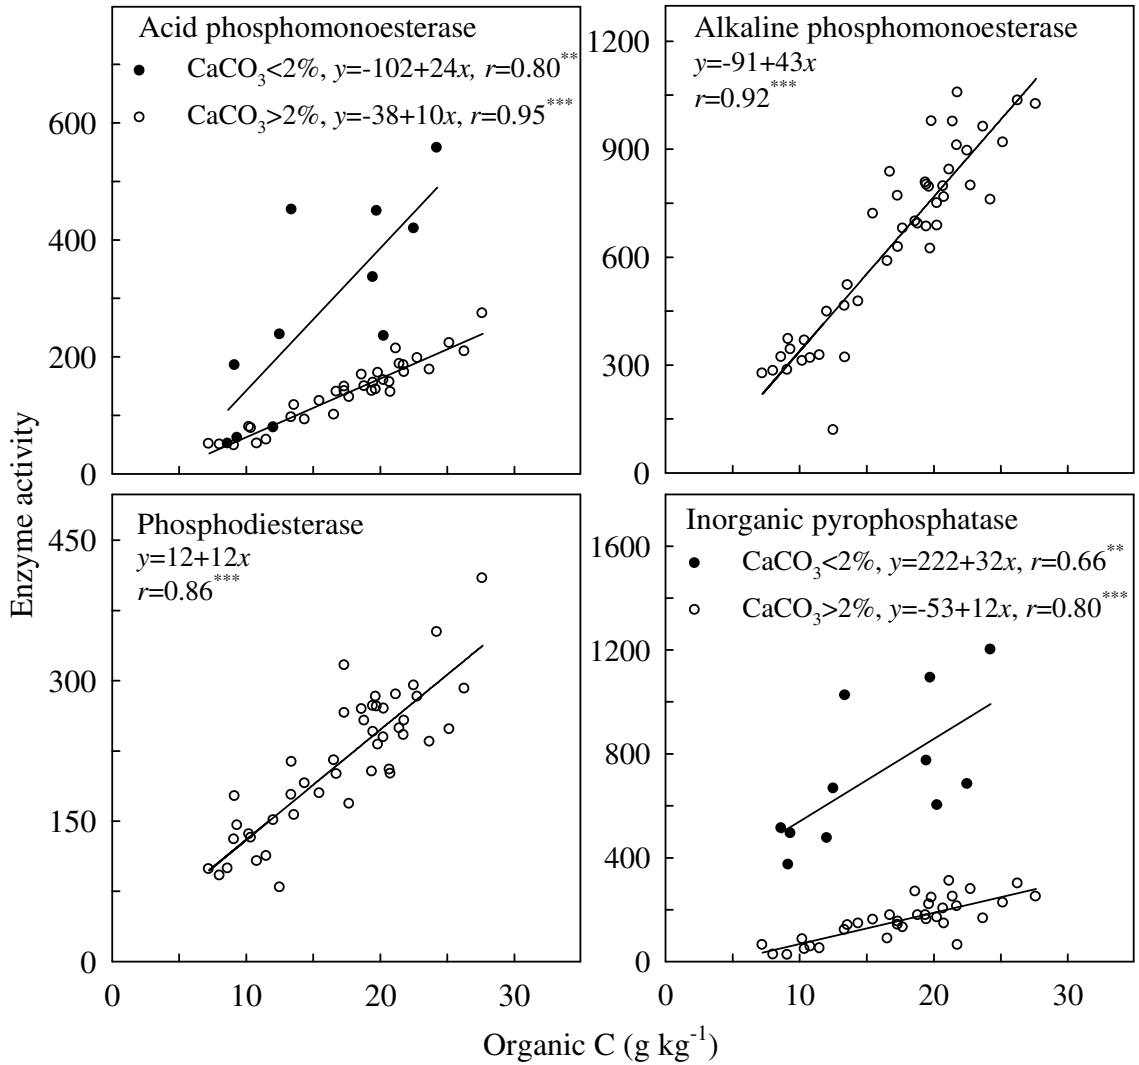 Acid phosphomonoesterase
CaCO₃<2%, y=-102+24x, r=0.80**
CaCO₃>2%, y=-38+10x, r=0.95***
600
400
200
0
Alkaline phosphomonoesterase
y=-91+43x
r=0.92***
1200
900
600
300
0
Enzyme activity
Phosphodiesterase
y=12+12x
r=0.86***
450
300
150
0
0 10 20 30
Inorganic pyrophosphatase
CaCO₃<2%, y=222+32x, r=0.66**
CaCO₃>2%, y=-53+12x, r=0.80***
1600
1200
800
400
0
0 10 20 30
Organic C (g kg⁻¹)